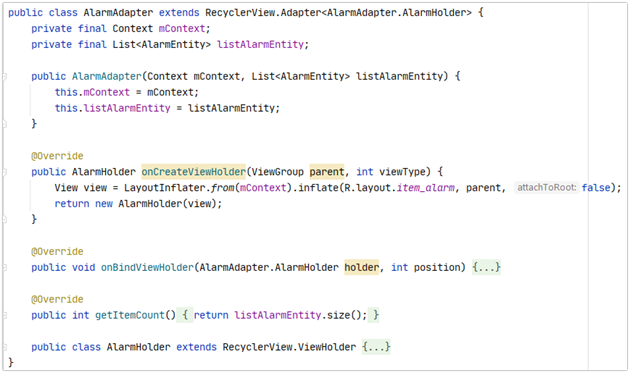 public class AlarmAdapter extends RecyclerView.Adapter<AlarmAdapter.AlarmHolder> {
private final Context mContext;
private final List<AlarmEntity> listAlarmEntity;
public AlarmAdapter(Context mContext, List<AlarmEntity> listAlarmEntity) {
this.mContext = mContext;
this.listAlarmEntity = listAlarmEntity;
}
@Override
public AlarmHolder onCreateViewHolder(ViewGroup parent, int viewType) {
View view = LayoutInflater.from(mContext).inflate(R.layout.item_alarm, parent, attachToRoot: false);
return new AlarmHolder(view);
}
@Override
public void onBindViewHolder(AlarmAdapter.AlarmHolder holder, int position) {...}
@Override
public int getItemCount() { return listAlarmEntity.size(); }
public class AlarmHolder extends RecyclerView.ViewHolder {...}
}